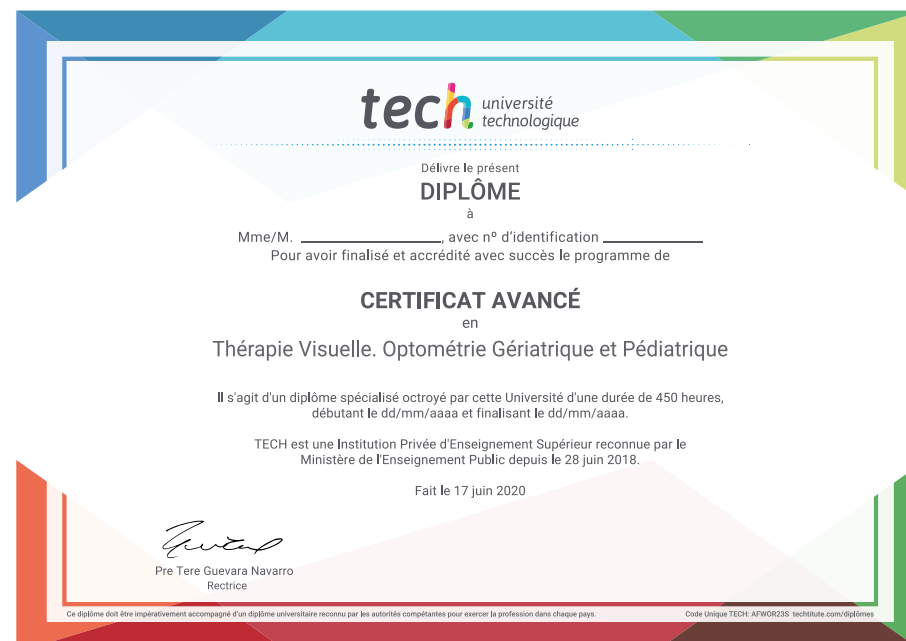 tech université
technologique
Délivre le présent
DIPLÔME
à
Mme/M. ____________________, avec nº d'identification ______________
Pour avoir finalisé et accrédité avec succès le programme de
CERTIFICAT AVANCÉ
en
Thérapie Visuelle. Optométrie Gériatrique et Pédiatrique
Il s'agit d'un diplôme spécialisé octroyé par cette Université d'une durée de 450 heures,
débutant le dd/mm/aaaa et finalisant le dd/mm/aaaa.
TECH est une Institution Privée d'Enseignement Supérieur reconnue par le
Ministère de l'Enseignement Public depuis le 28 juin 2018.
Fait le 17 juin 2020
Pre Tere Guevara Navarro
Rectrice
Ce diplôme doit être impérativement accompagné d'un diplôme universitaire reconnu par les autorités compétantes pour exercer la profession dans chaque pays. Code Unique TECH: AFWOR23S techtitute.com/diplômes